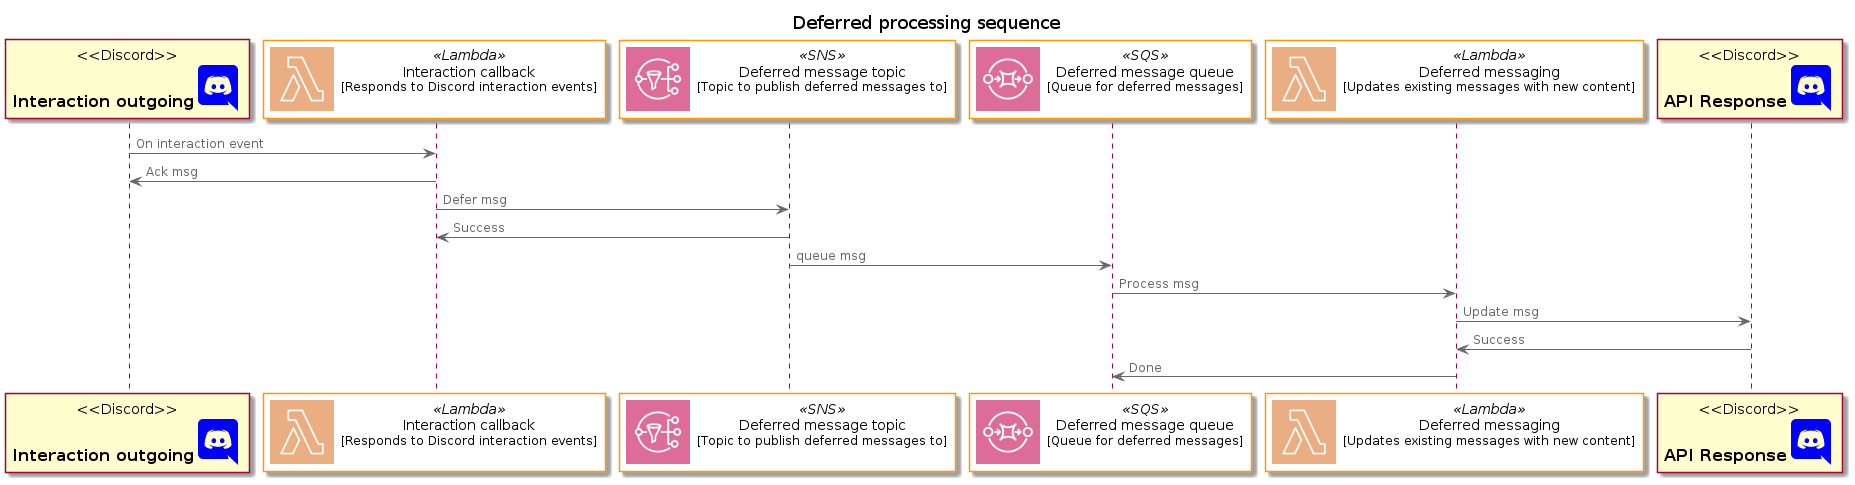 Deferred processing sequence
<<Discord>>
Interaction outgoing
«Lambda»
Interaction callback
[Responds to Discord interaction events]
«SNS»
Deferred message topic
[Topic to publish deferred messages to]
«SQS»
Deferred message queue
[Queue for deferred messages]
«Lambda»
Deferred messaging
[Updates existing messages with new content]
<<Discord>>
API Response
On interaction event
Ack msg
Defer msg
Success
queue msg
Process msg
Update msg
Success
Done
<<Discord>>
Interaction outgoing
«Lambda»
Interaction callback
[Responds to Discord interaction events]
«SNS»
Deferred message topic
[Topic to publish deferred messages to]
«SQS»
Deferred message queue
[Queue for deferred messages]
«Lambda»
Deferred messaging
[Updates existing messages with new content]
<<Discord>>
API Response